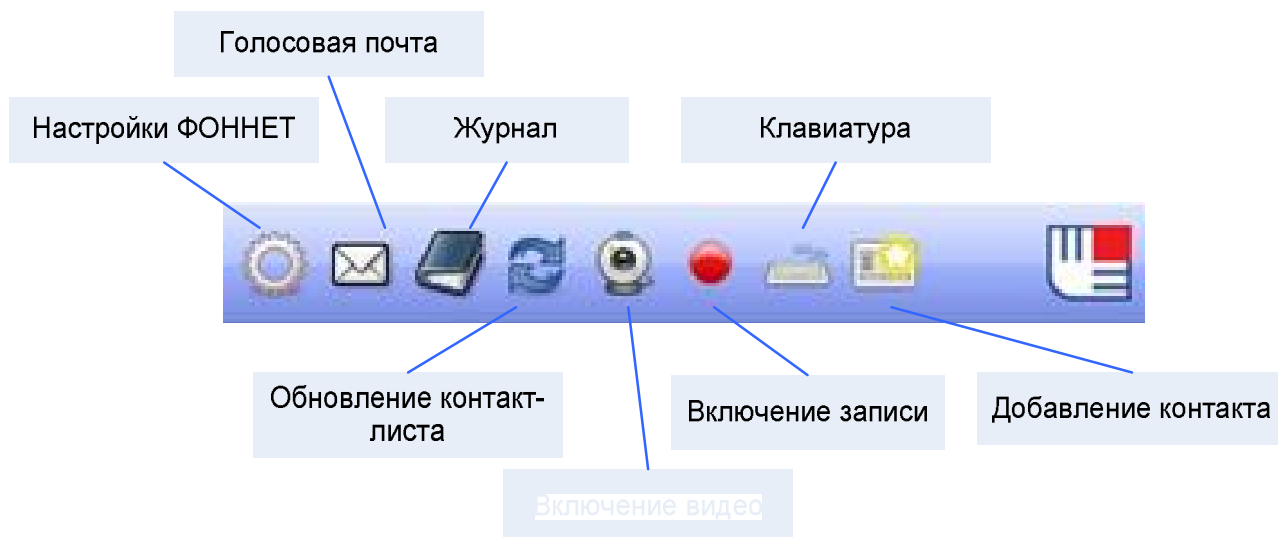 Голосовая почта
Настройки ФОННЕТ
Журнал
Клавиатура
Обновление контакт-
листа
Включение записи
Добавление контакта
Включение видео